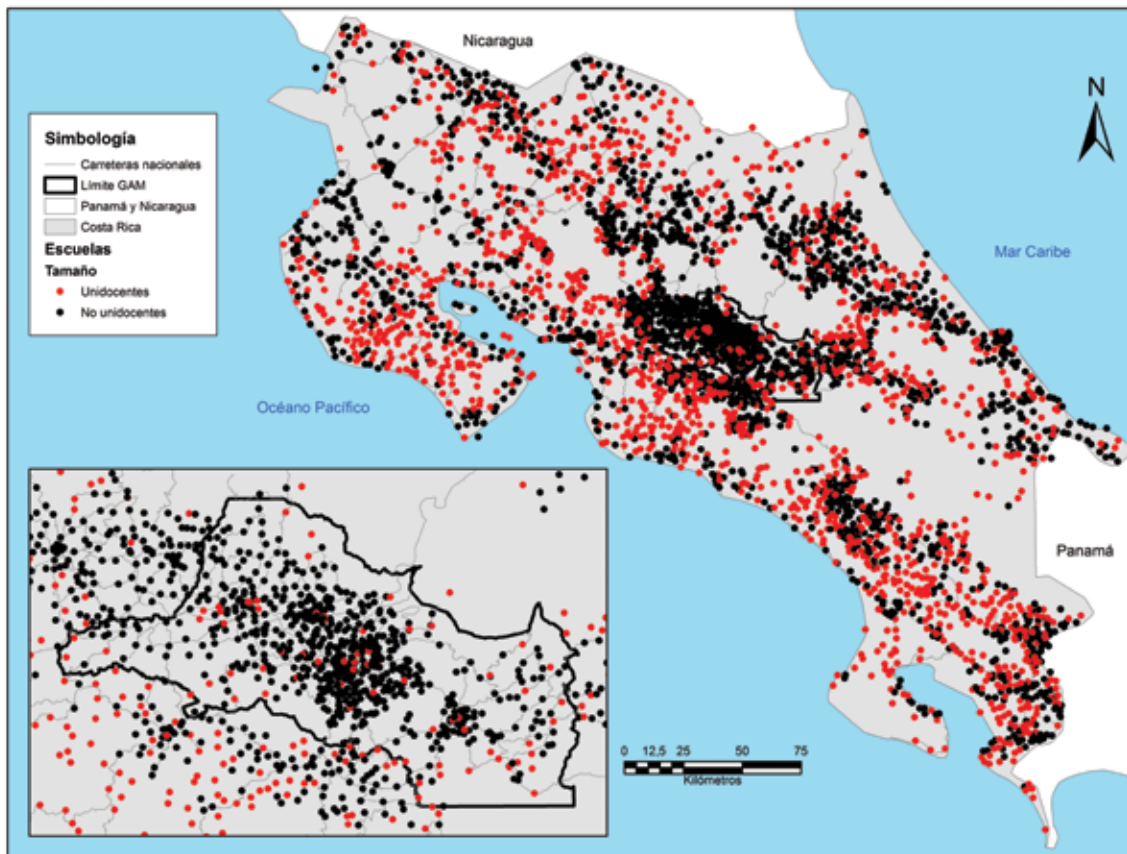 Nicaragua
N
Simbología
Carreteras nacionales
Límite GAM
Panamá y Nicaragua
Costa Rica
Escuelas
Tamaño
Unidocentes
No unidocentes
Mar Caribe
Océano Pacífico
Panamá
0 12,5 25 50 75
Kilómetros